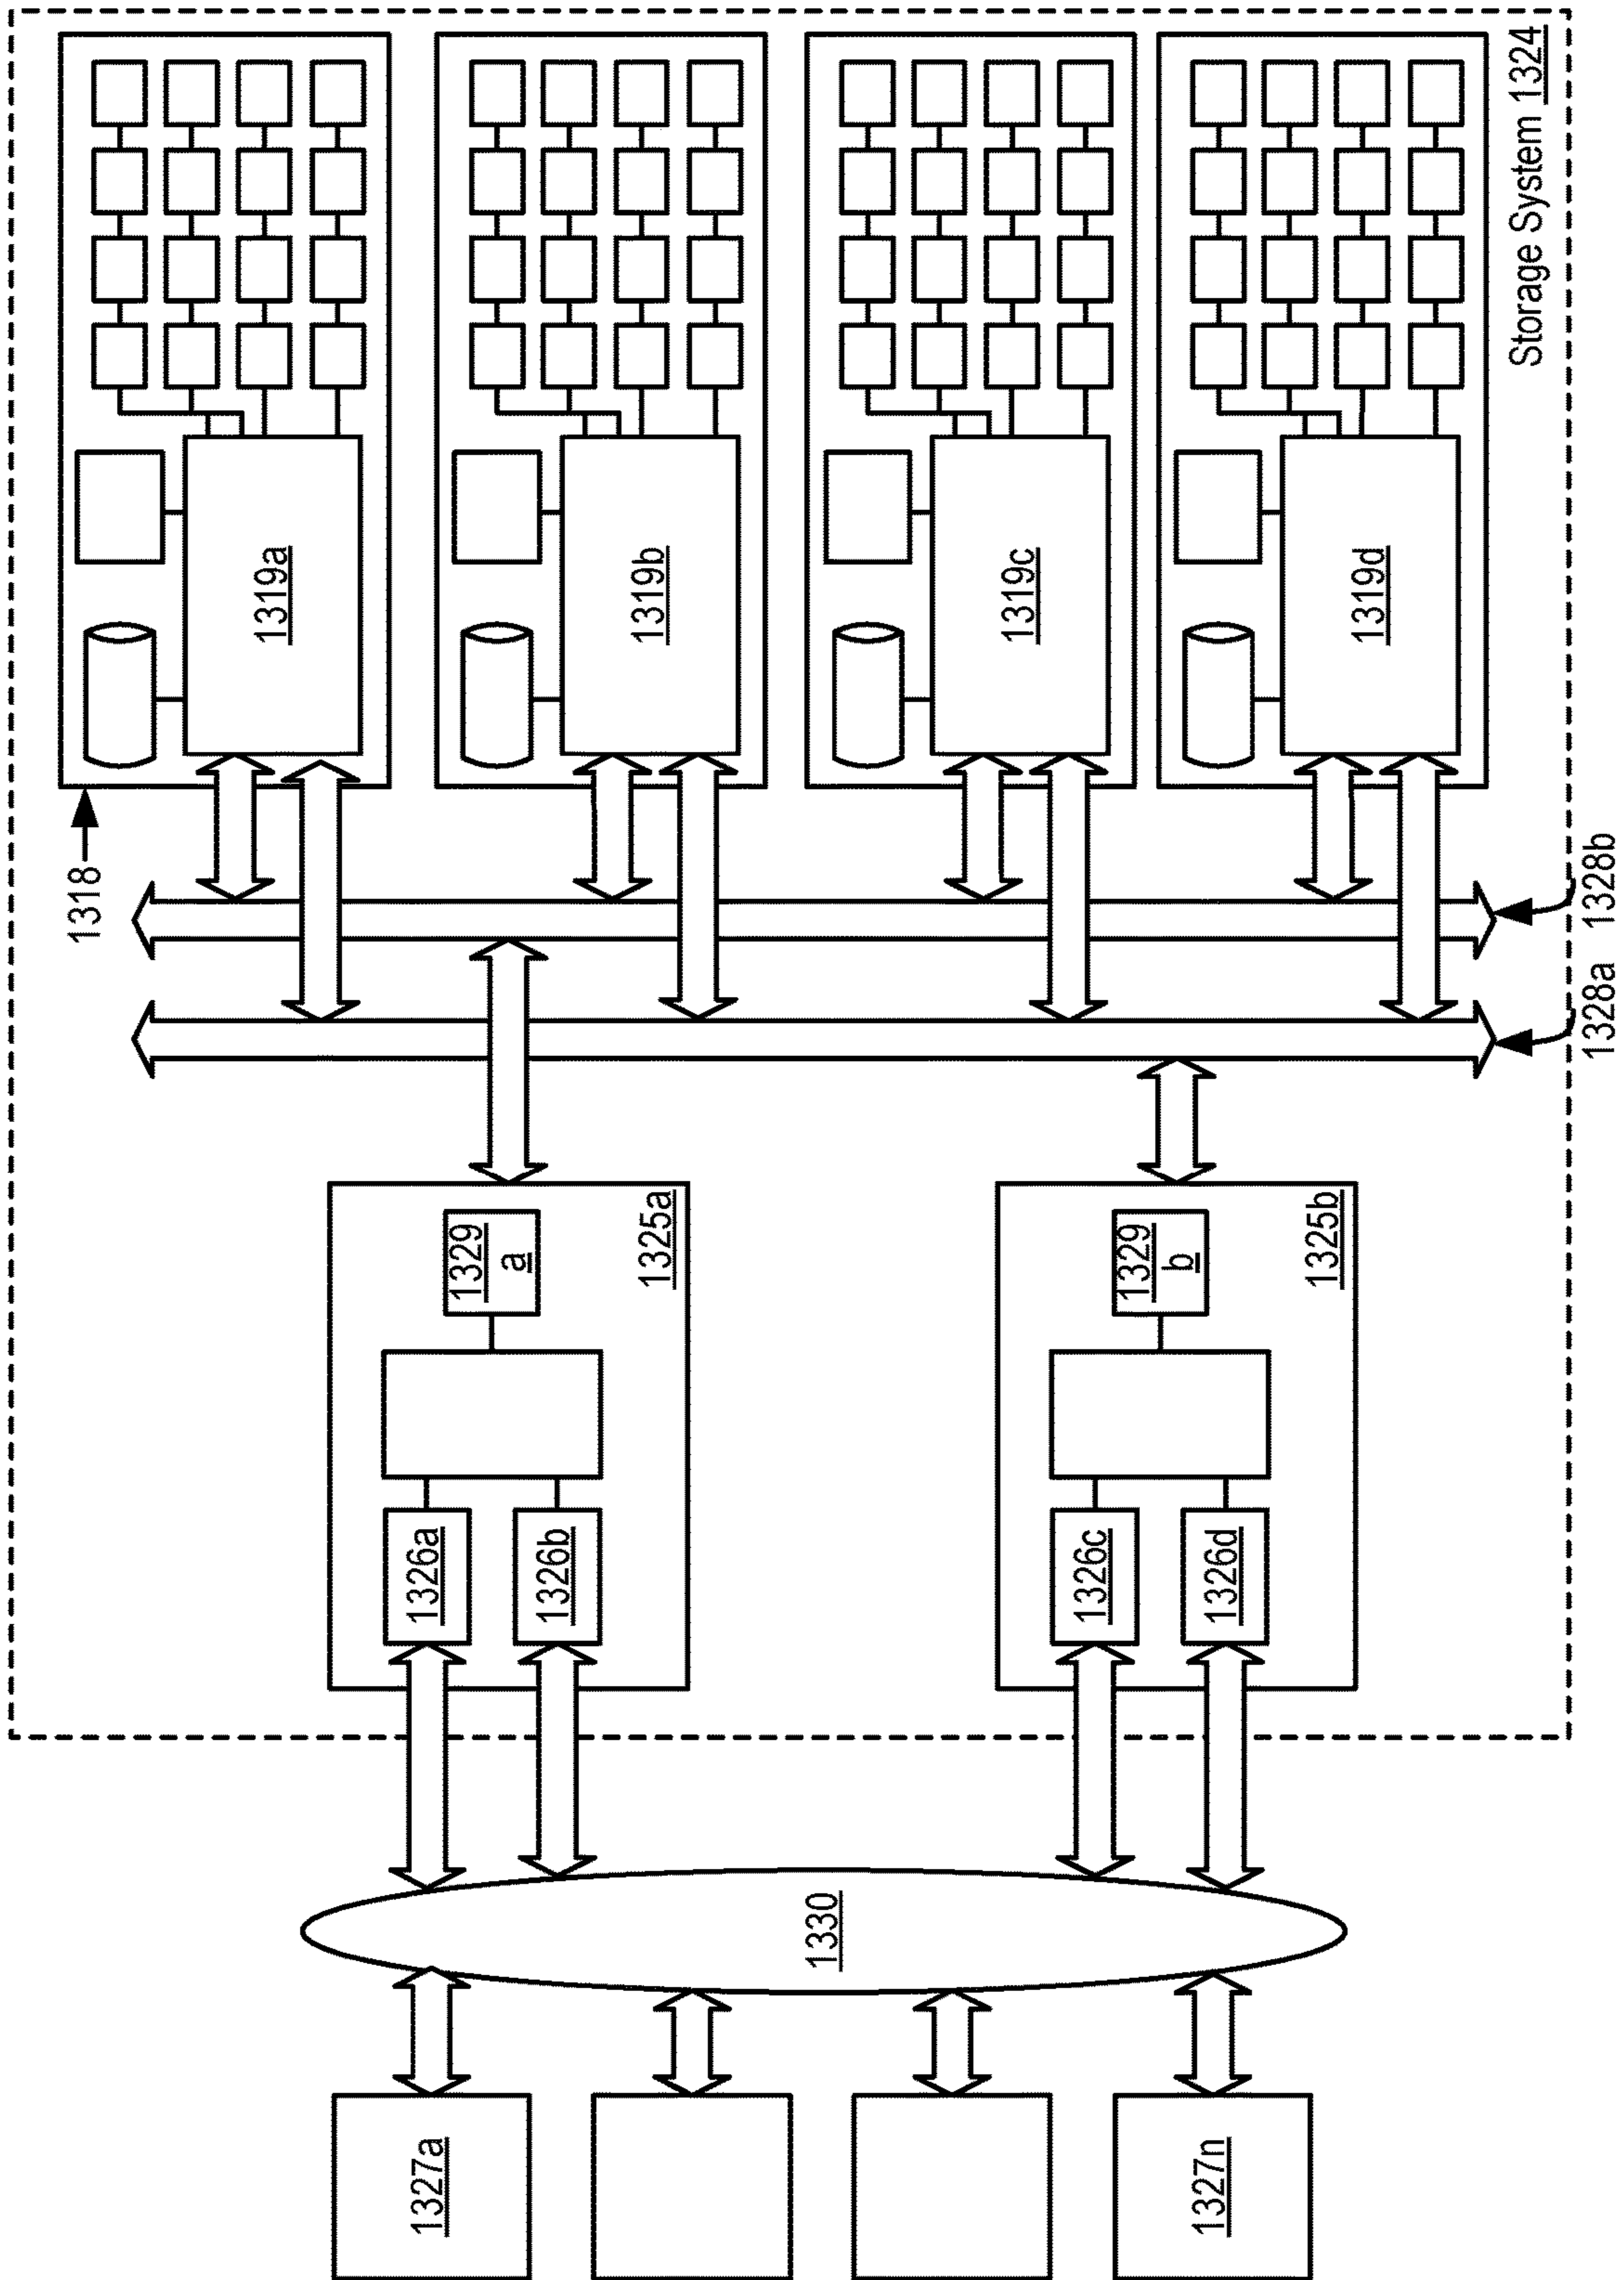 1327a
1327n
1330
1326a
1326b
1326c
1326d
1329
a
1325a
1329
b
1325b
1328a
1328b
1318
1319a
1319b
1319c
1319d
Storage System 1324